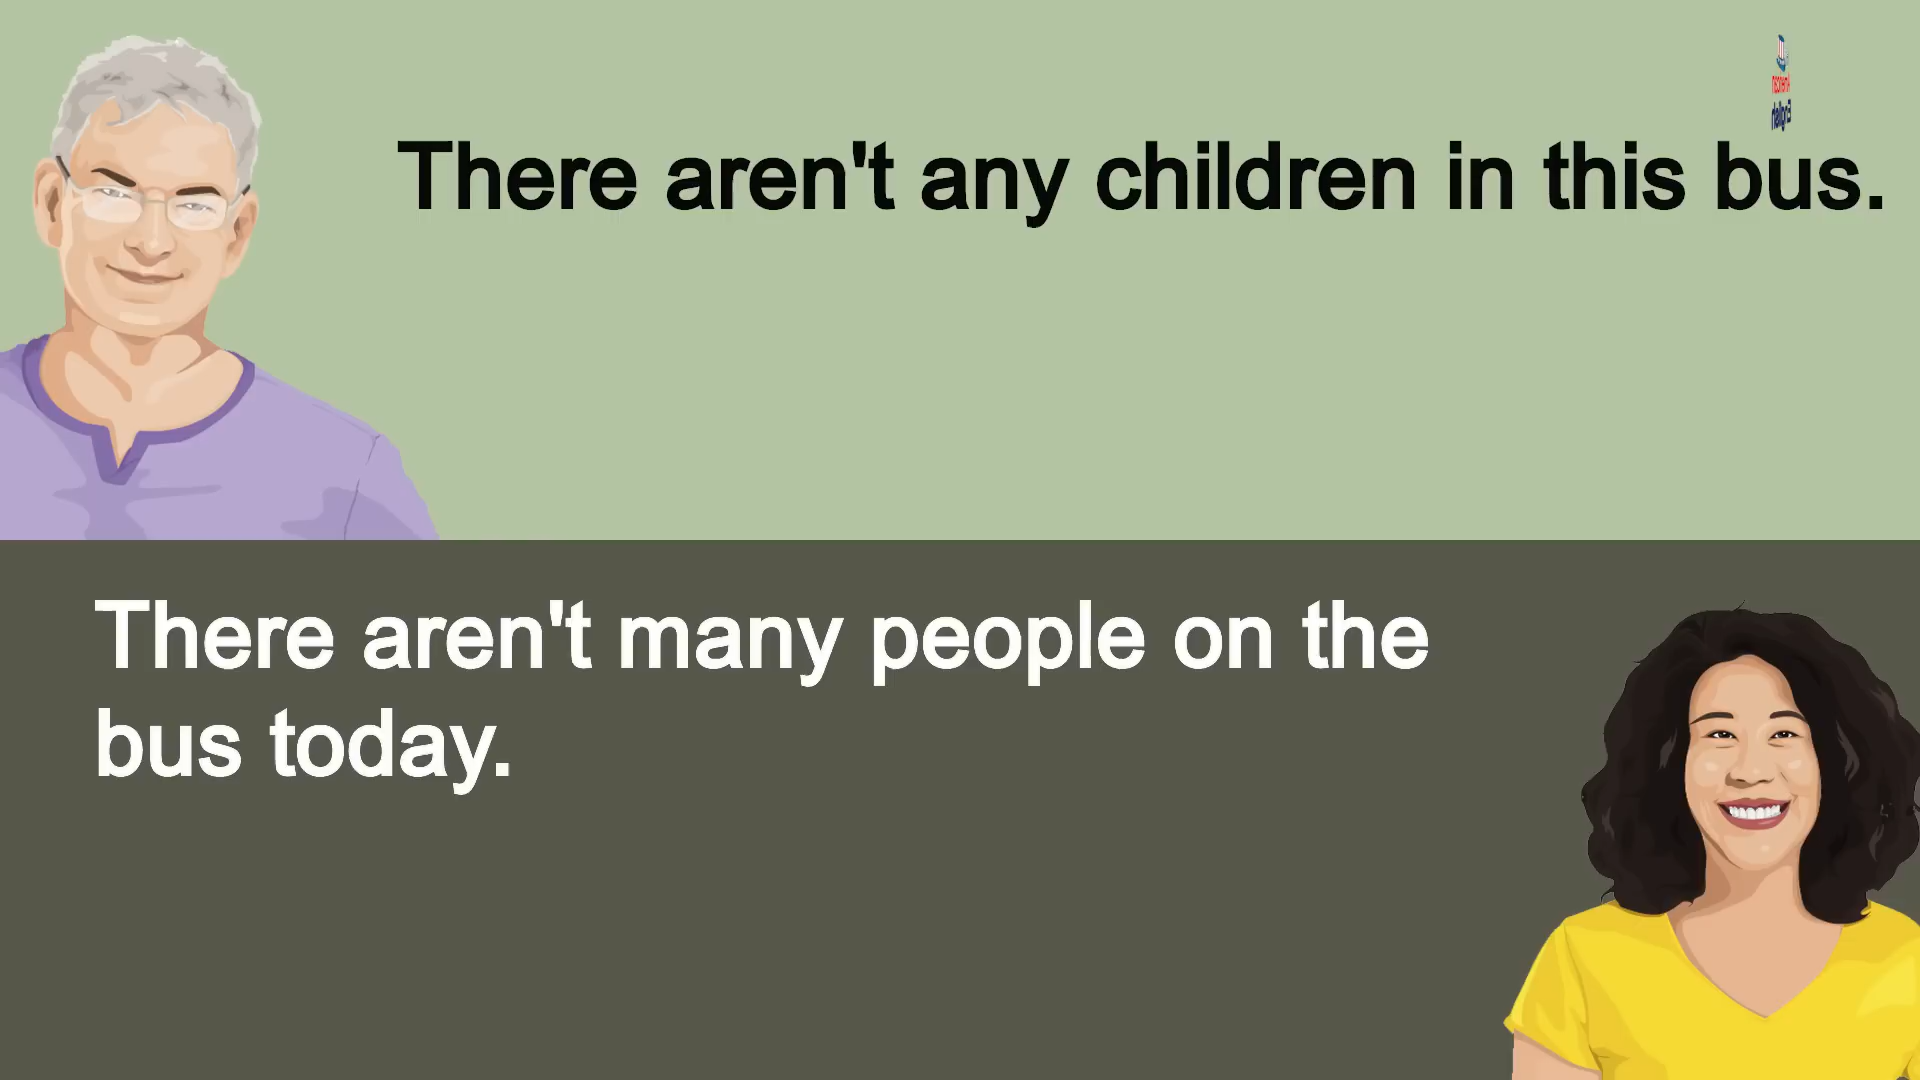 There aren't any children in this bus.
There aren't many people on the
bus today.